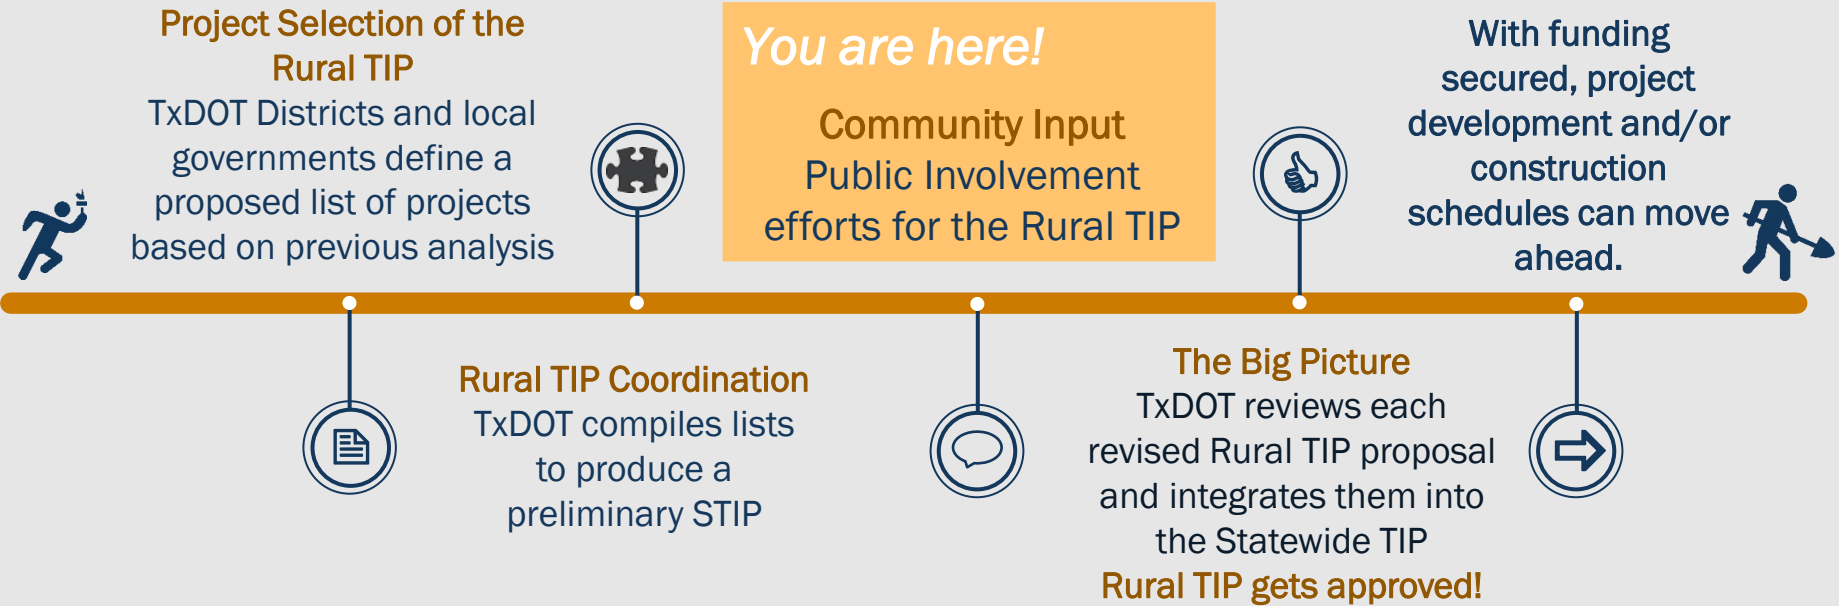 Project Selection of the
Rural TIP
TxDOT Districts and local
governments define a
proposed list of projects
based on previous analysis
Rural TIP Coordination
TxDOT compiles lists
to produce a
preliminary STIP
You are here!
Community Input
Public Involvement
efforts for the Rural TIP
The Big Picture
TxDOT reviews each
revised Rural TIP proposal
and integrates them into
the Statewide TIP
Rural TIP gets approved!
With funding
secured, project
development and/or
construction
schedules can move
ahead.